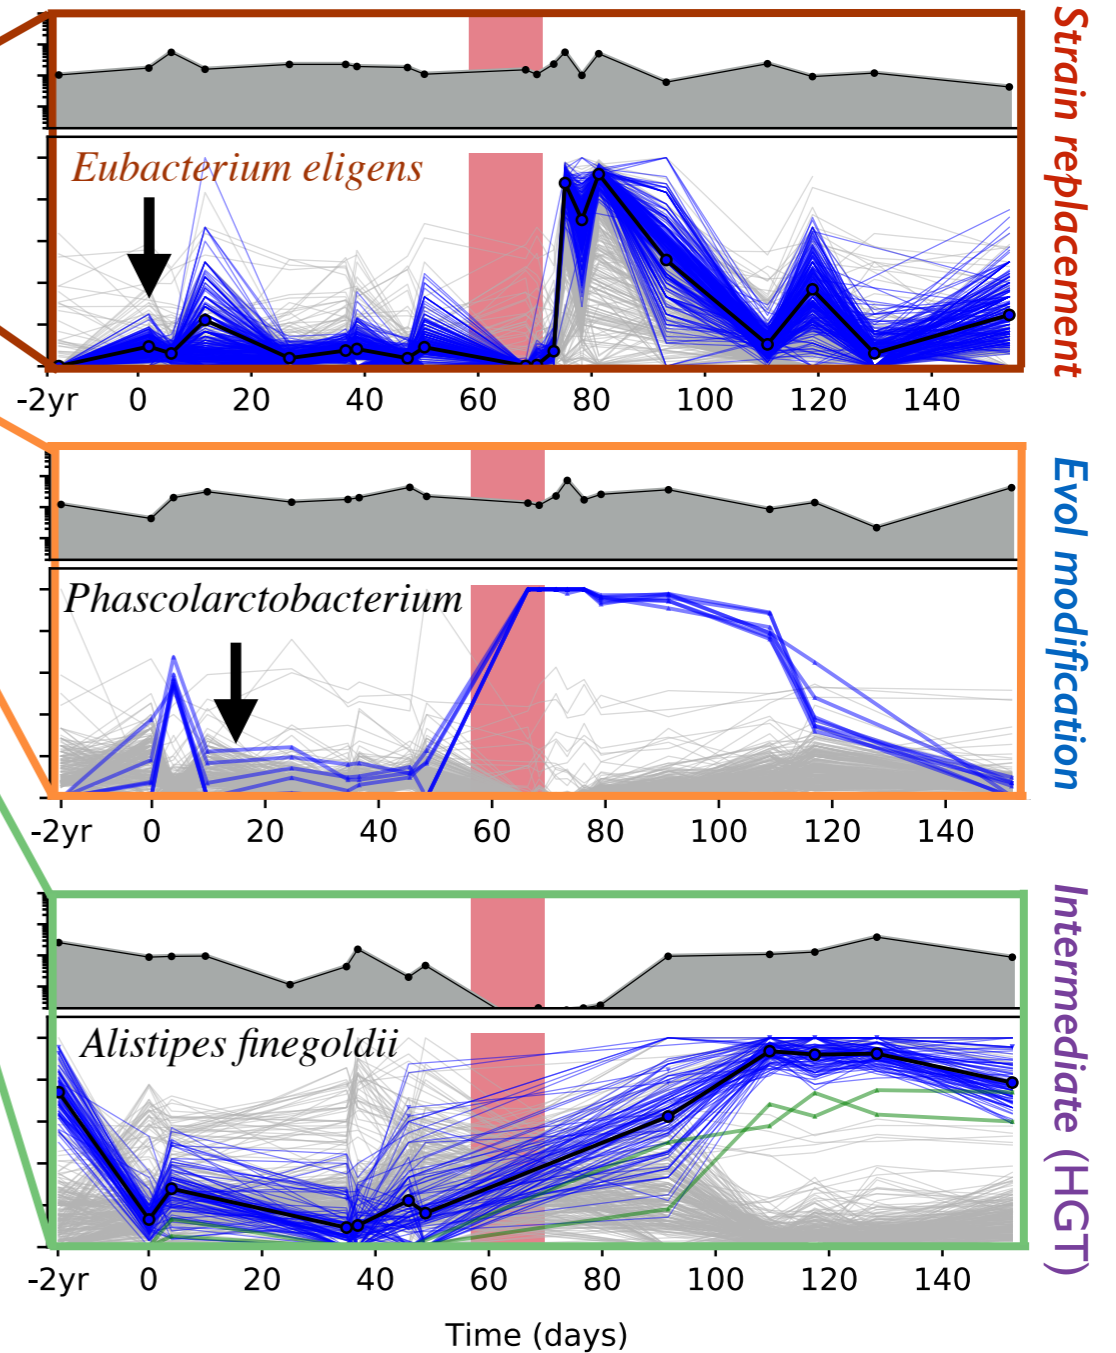 Strain replacement
Eubacterium eligens
-2yr 0 20 40 60 80 100 120 140
Evol modification
Phascolarctobacterium
-2yr 0 20 40 60 80 100 120 140
Intermediate (HGT)
Alistipes finegoldii
-2yr 0 20 40 60 80 100 120 140
Time (days)